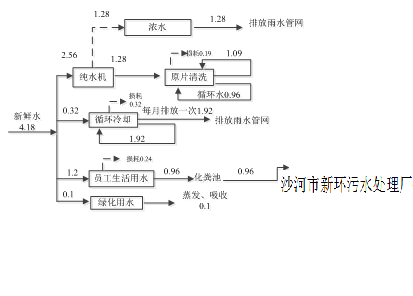 1.28
浓水
1.28
排放雨水管网
2.56
纯水机
1.28
损耗0.19
1.09
原片清洗
循环水0.96
新鲜水
4.18
0.32
损耗
0.32
循环冷却
每月排放一次1.92
排放雨水管网
1.92
损耗0.24
1.2
员工生活用水
0.96
化粪池
0.96
沙河市新环污水处理厂
0.1
绿化用水
蒸发、吸收
0.1